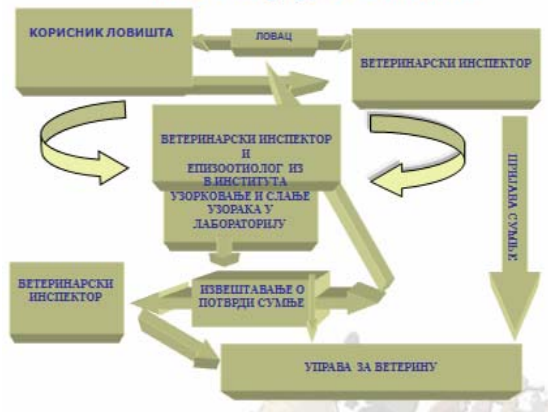 КОРИСНИК ЛОВИШТА
ЛОВАЦ
ВЕТЕРИНАРСКИ ИНСПЕКТОР
ВЕТЕРИНАРСКИ ИНСПЕКТОР
И
ЕПИЗООТИОЛОГ ИЗ
В.ИНСТИТУТА
УЗОРКОВАЊЕ И СЛАЊЕ
УЗОРАКА У
ЛАБОРАТОРИЈУ
ПРИЈАВА СУМЊЕ
ВЕТЕРИНАРСКИ
ИНСПЕКТОР
ИЗВЕШТАВАЊЕ О
ПОТВРДИ СУМЊЕ
УПРАВА ЗА ВЕТЕРИНУ